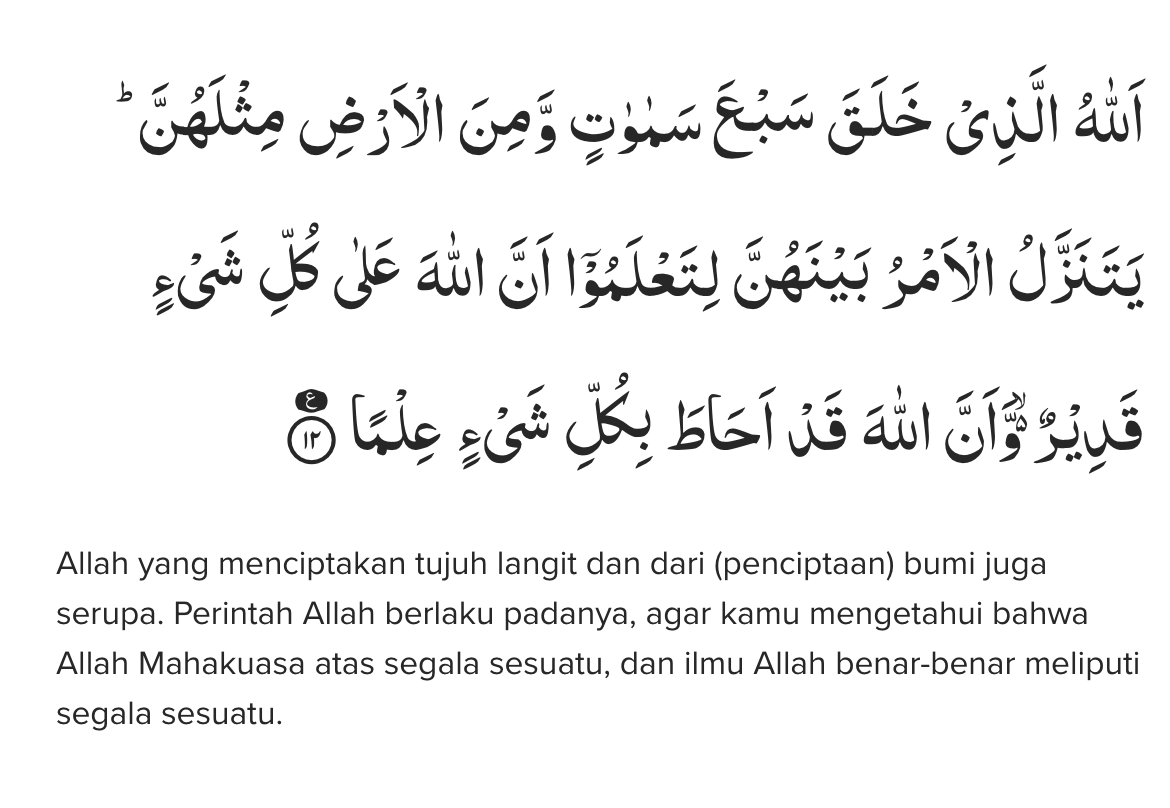 اَللّٰهُ الَّذِيْ خَلَقَ سَبْعَ سَمٰوٰتٍ وَّمِنَ الْاَرْضِ مِثْلَهُنَّۗ
يَتَنَزَّلُ الْاَمْرُ بَيْنَهُنَّ لِتَعْلَمُوْٓا اَنَّ اللّٰهَ عَلٰى كُلِّ شَيْءٍ
قَدِيْرٌ ەۙ وَّاَنَّ اللّٰهَ قَدْ اَحَاطَ بِكُلِّ شَيْءٍ عِلْمًا ࣖ ١٢
Allah yang menciptakan tujuh langit dan dari (penciptaan) bumi juga
serupa. Perintah Allah berlaku padanya, agar kamu mengetahui bahwa
Allah Mahakuasa atas segala sesuatu, dan ilmu Allah benar-benar meliputi
segala sesuatu.